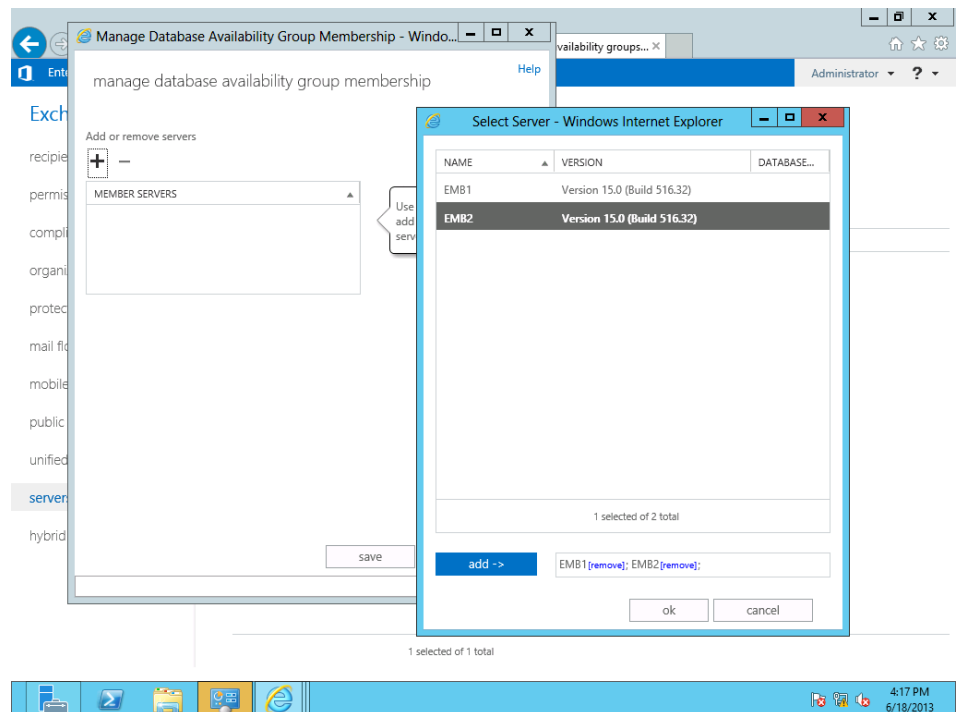 Manage Database Availability Group Membership - Windo...
vailability groups...
Ente
Administrator
?
manage database availability group membership
Help
Exch
Add or remove servers
MEMBER SERVERS
Use
add
serv
recipie
permis
compli
organi
protec
mail flo
mobile
public
unified
servers
hybrid
save
Select Server - Windows Internet Explorer
NAME VERSION DATABASE...
EMB1 Version 15.0 (Build 516.32)
EMB2 Version 15.0 (Build 516.32)
1 selected of 2 total
add -> EMB1[remove]; EMB2[remove];
ok cancel
1 selected of 1 total
4:17 PM
6/18/2013